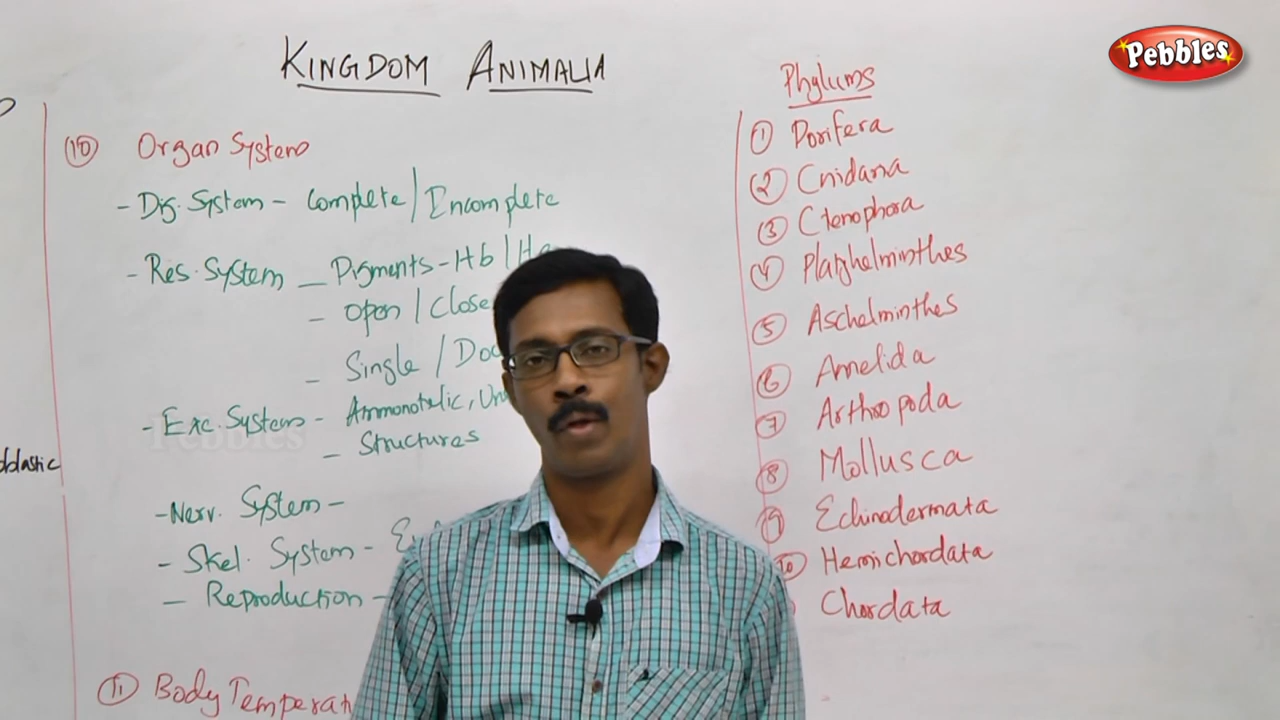 Pebbles
KINGDOM ANIMALIA
10 Organ System
- Dig. System - Complete / Incomplete
- Res. System - Pigments - Hb /
- Open / Close
- Single /
- Exc. System - Ammonotelic,
- Structures
- Nerv. System -
- Skel. System -
- Reproduction -
11 Body Temperat
Phylums
1 Porifera
2 Cnidaria
3 Ctenophora
4 Platyhelminthes
5 Aschelminthes
6 Annelida
7 Arthropoda
8 Mollusca
9 Echinodermata
10 Hemichordata
Chordata
Pebbles